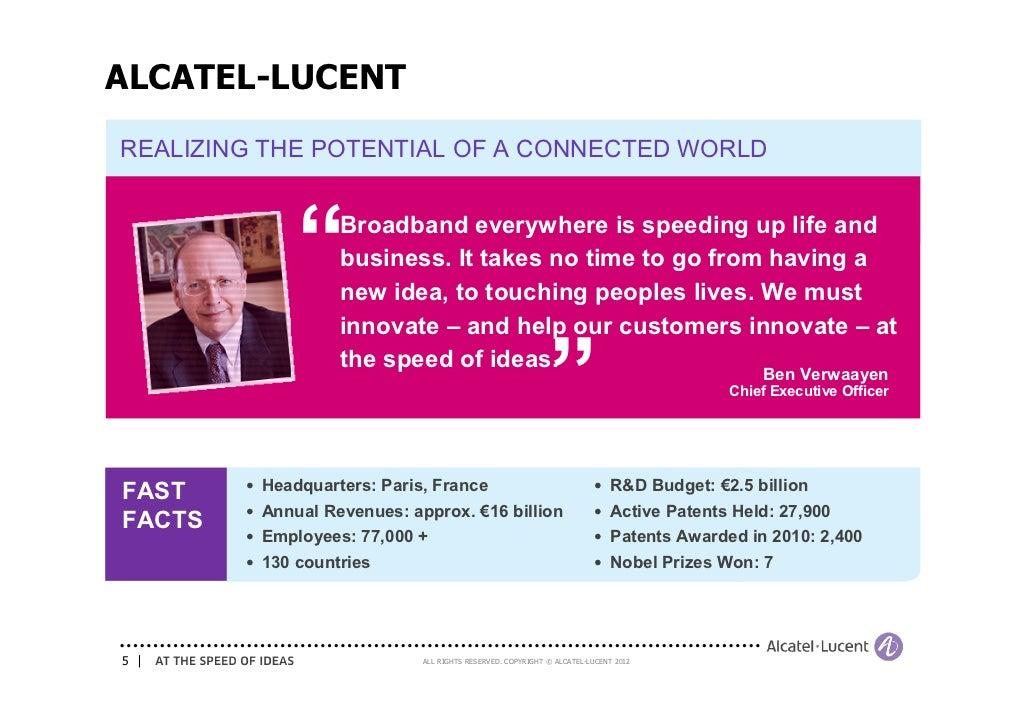 ALCATEL-LUCENT
REALIZING THE POTENTIAL OF A CONNECTED WORLD
“Broadband everywhere is speeding up life and
business. It takes no time to go from having a
new idea, to touching peoples lives. We must
innovate – and help our customers innovate – at
the speed of ideas.”
Ben Verwaayen
Chief Executive Officer
FAST
FACTS
• Headquarters: Paris, France
• Annual Revenues: approx. €16 billion
• Employees: 77,000 +
• 130 countries
• R&D Budget: €2.5 billion
• Active Patents Held: 27,900
• Patents Awarded in 2010: 2,400
• Nobel Prizes Won: 7
Alcatel·Lucent
5 | AT THE SPEED OF IDEAS
ALL RIGHTS RESERVED. COPYRIGHT © ALCATEL-LUCENT 2012